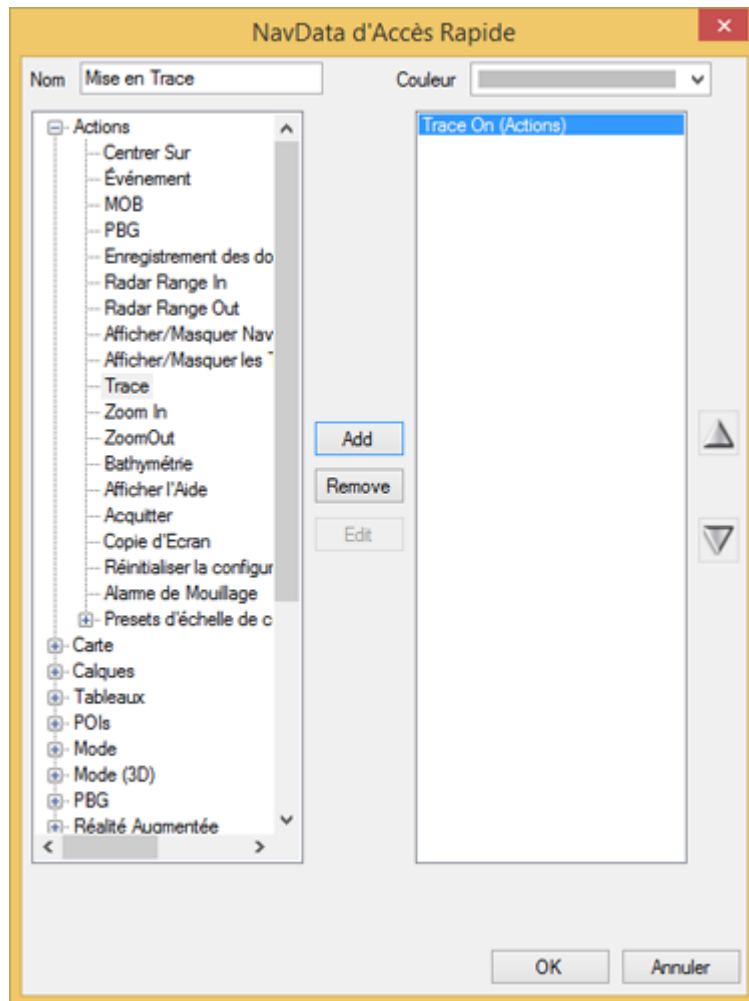 NavData d'Accès Rapide
Nom Mise en Trace Couleur
Actions
Centrer Sur
Événement
MOB
PBG
Enregistrement des do
Radar Range In
Radar Range Out
Afficher/Masquer Nav
Afficher/Masquer les
Trace
Zoom In
ZoomOut
Bathymétrie
Afficher l'Aide
Acquitter
Copie d'Ecran
Réinitialiser la configur
Alarme de Mouillage
Presets d'échelle de c
Carte
Calques
Tableaux
POIs
Mode
Mode (3D)
PBG
Réalité Augmentée
Add
Remove
Edit
Trace On (Actions)
OK Annuler